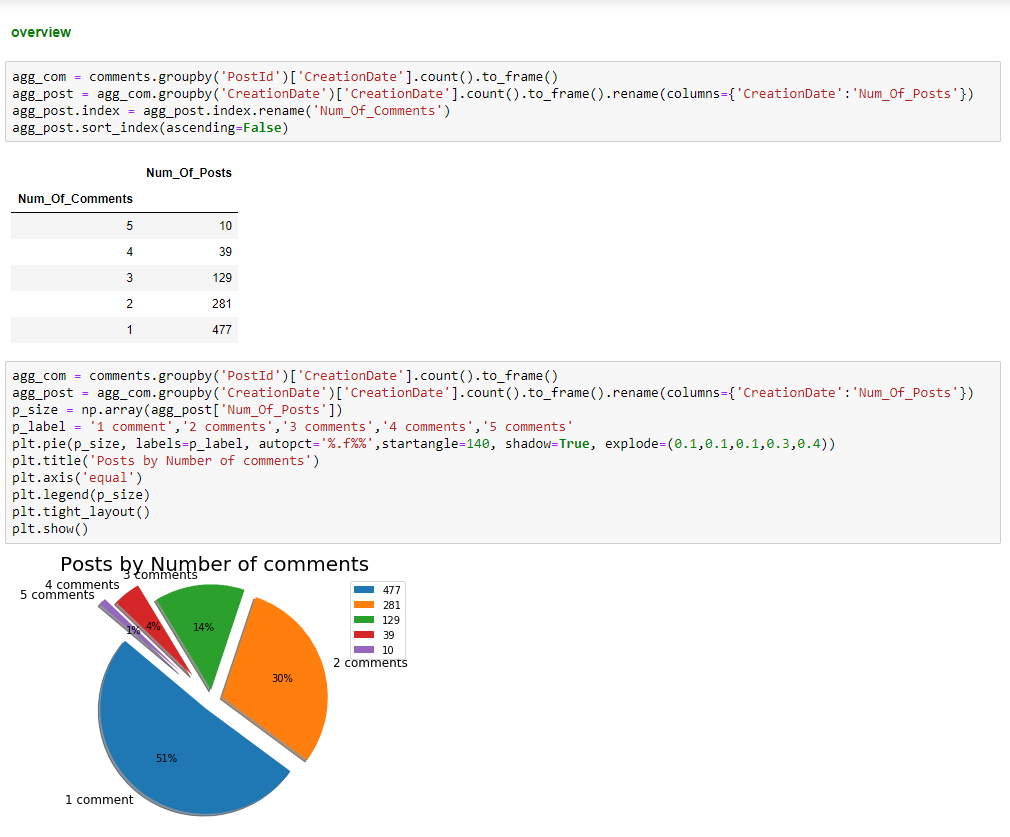 overview
agg_com = comments.groupby('PostId')['CreationDate'].count().to_frame()
agg_post = agg_com.groupby('CreationDate')['CreationDate'].count().to_frame().rename(columns={'CreationDate':'Num_Of_Posts'})
agg_post.index = agg_post.index.rename('Num_Of_Comments')
agg_post.sort_index(ascending=False)
Num_Of_Posts
Num_Of_Comments
5 10
4 39
3 129
2 281
1 477
agg_com = comments.groupby('PostId')['CreationDate'].count().to_frame()
agg_post = agg_com.groupby('CreationDate')['CreationDate'].count().to_frame().rename(columns={'CreationDate':'Num_Of_Posts'})
p_size = np.array(agg_post['Num_Of_Posts'])
p_label = '1 comment','2 comments','3 comments','4 comments','5 comments'
plt.pie(p_size, labels=p_label, autopct='%.f%%',startangle=140, shadow=True, explode=(0.1,0.1,0.1,0.3,0.4))
plt.title('Posts by Number of comments')
plt.axis('equal')
plt.legend(p_size)
plt.tight_layout()
plt.show()
Posts by Number of comments
3 comments
4 comments
5 comments
477
281
129
39
10
2 comments
1%
4%
14%
30%
51%
1 comment